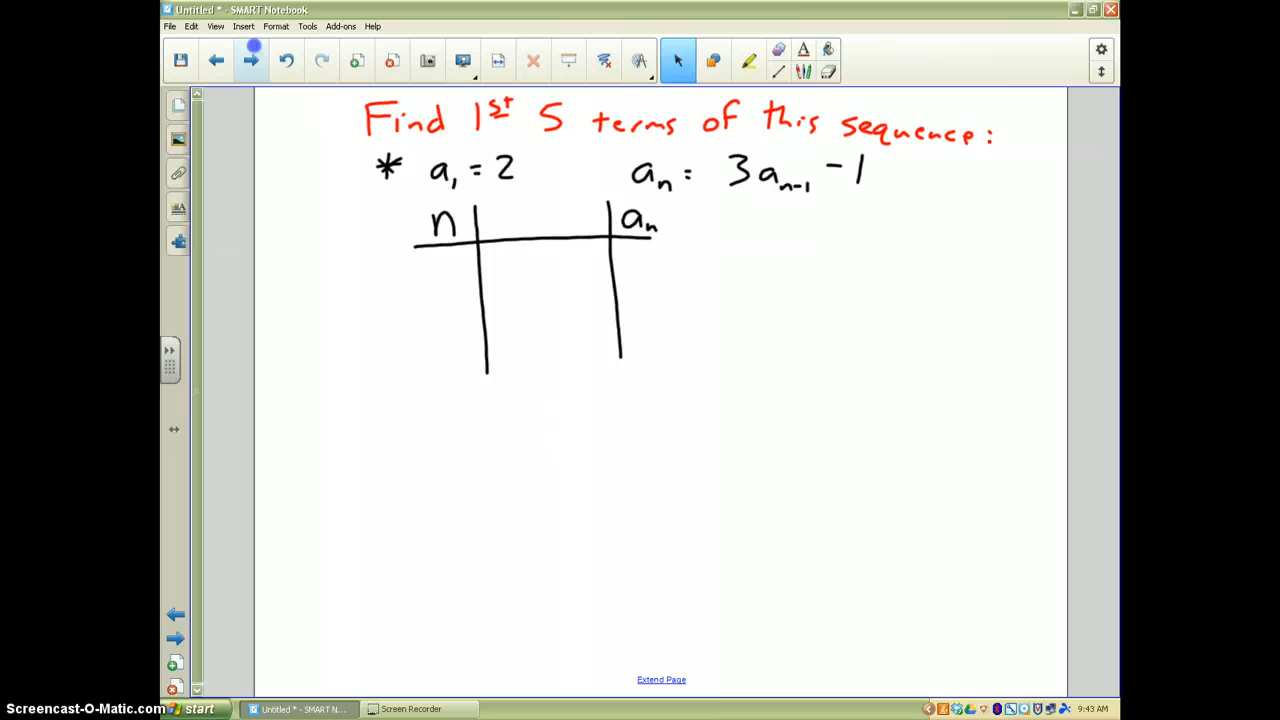 Untitled * - SMART Notebook
File Edit View Insert Format Tools Add-ons Help
Find 1st 5 terms of this sequence:
* a₁ = 2 aₙ = 3aₙ₋₁ - 1
n aₙ
Extend Page
Screencast-O-Matic.com
start Untitled * - SMART N... Screen Recorder 9:43 AM